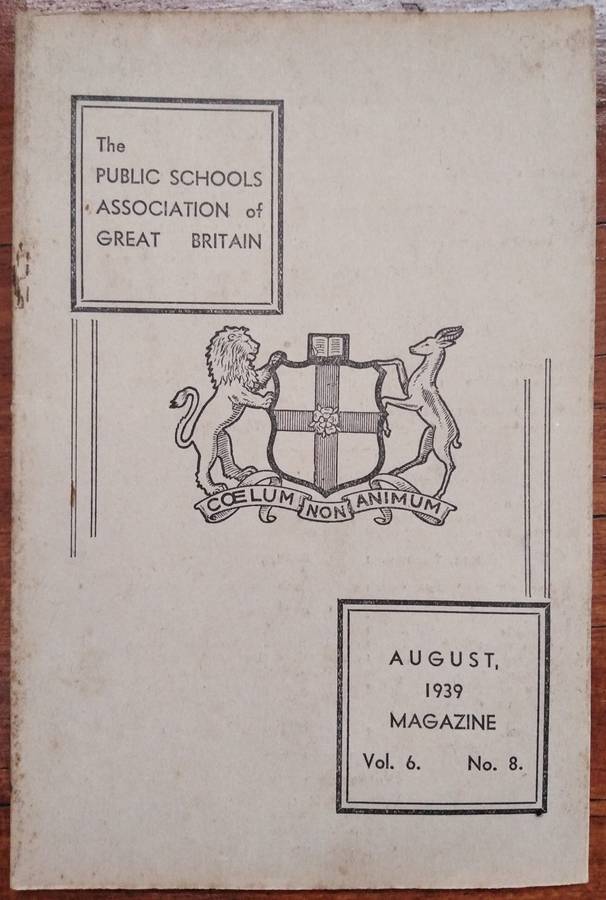 The
PUBLIC SCHOOLS
ASSOCIATION of
GREAT BRITAIN
CŒLUM NON ANIMUM
AUGUST,
1939
MAGAZINE
Vol. 6. No. 8.